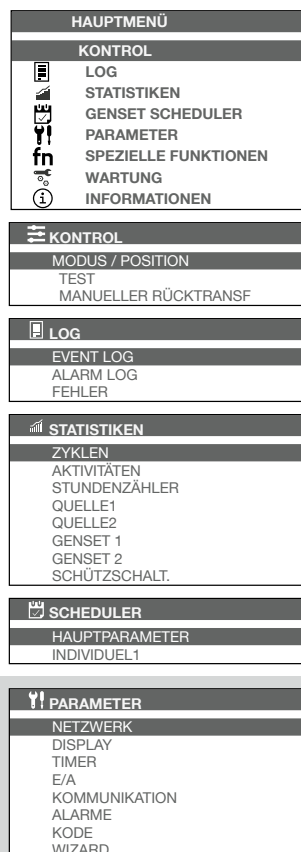 HAUPTMENÜ
KONTROL
LOG
STATISTIKEN
GENSET SCHEDULER
PARAMETER
fn SPEZIELLE FUNKTIONEN
WARTUNG
i INFORMATIONEN
KONTROL
MODUS / POSITION
TEST
MANUELLER RÜCKTRANSF
LOG
EVENT LOG
ALARM LOG
FEHLER
STATISTIKEN
ZYKLEN
AKTIVITÄTEN
STUNDENZÄHLER
QUELLE1
QUELLE2
GENSET 1
GENSET 2
SCHÜTZSCHALT.
SCHEDULER
HAUPTPARAMETER
INDIVIDUEL1
PARAMETER
NETZWERK
DISPLAY
TIMER
E/A
KOMMUNIKATION
ALARME
KODE
WIZARD